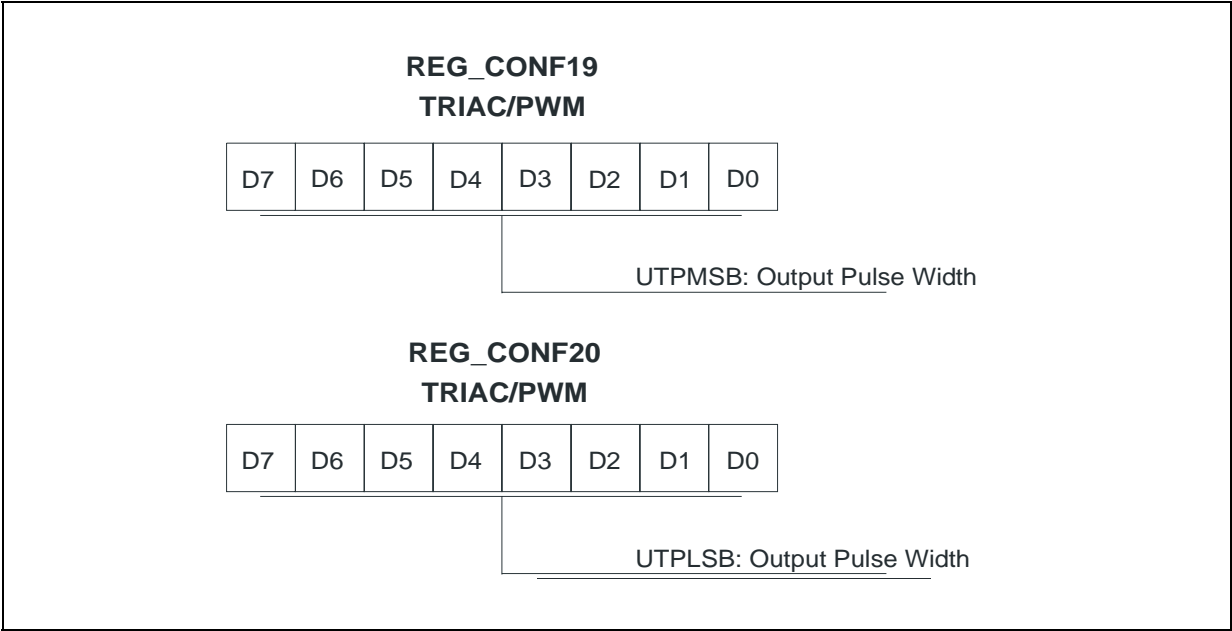 REG_CONF19
TRIAC/PWM
D7 D6 D5 D4 D3 D2 D1 D0
UTPMSB: Output Pulse Width
REG_CONF20
TRIAC/PWM
D7 D6 D5 D4 D3 D2 D1 D0
UTPLSB: Output Pulse Width